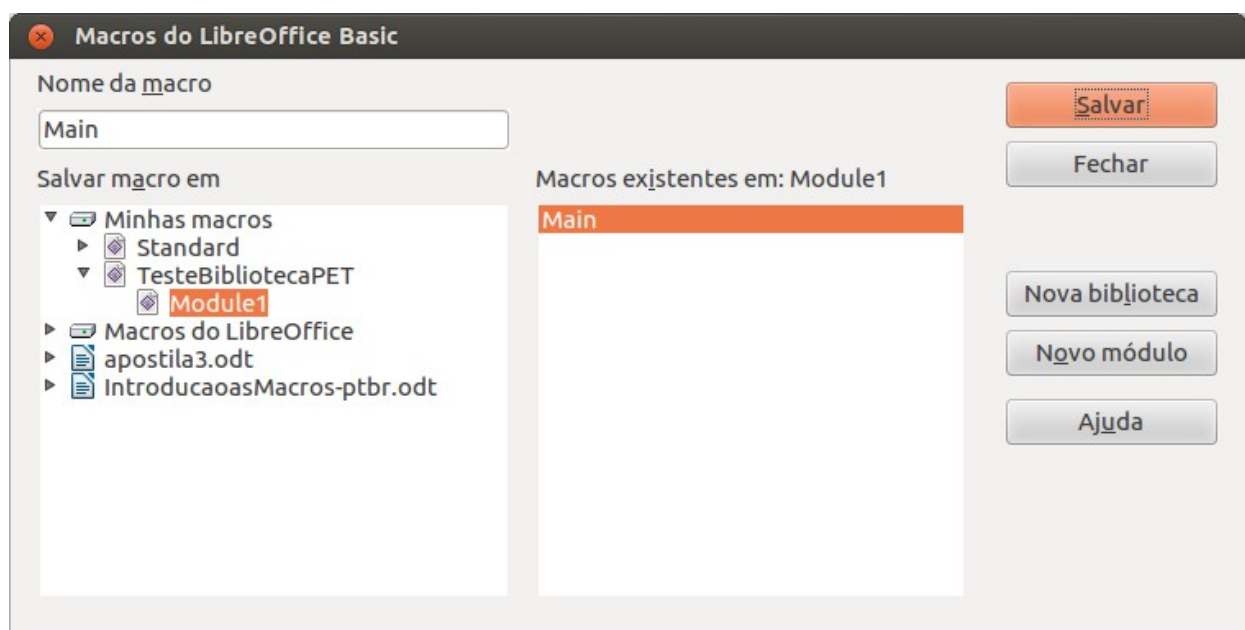 Macros do LibreOffice Basic
Nome da macro
Main
Salvar macro em
Minhas macros
Standard
TesteBibliotecaPET
Module1
Macros do LibreOffice
apostila3.odt
IntroducaoasMacros-ptbr.odt
Macros existentes em: Module1
Main
Salvar
Fechar
Nova biblioteca
Novo módulo
Ajuda